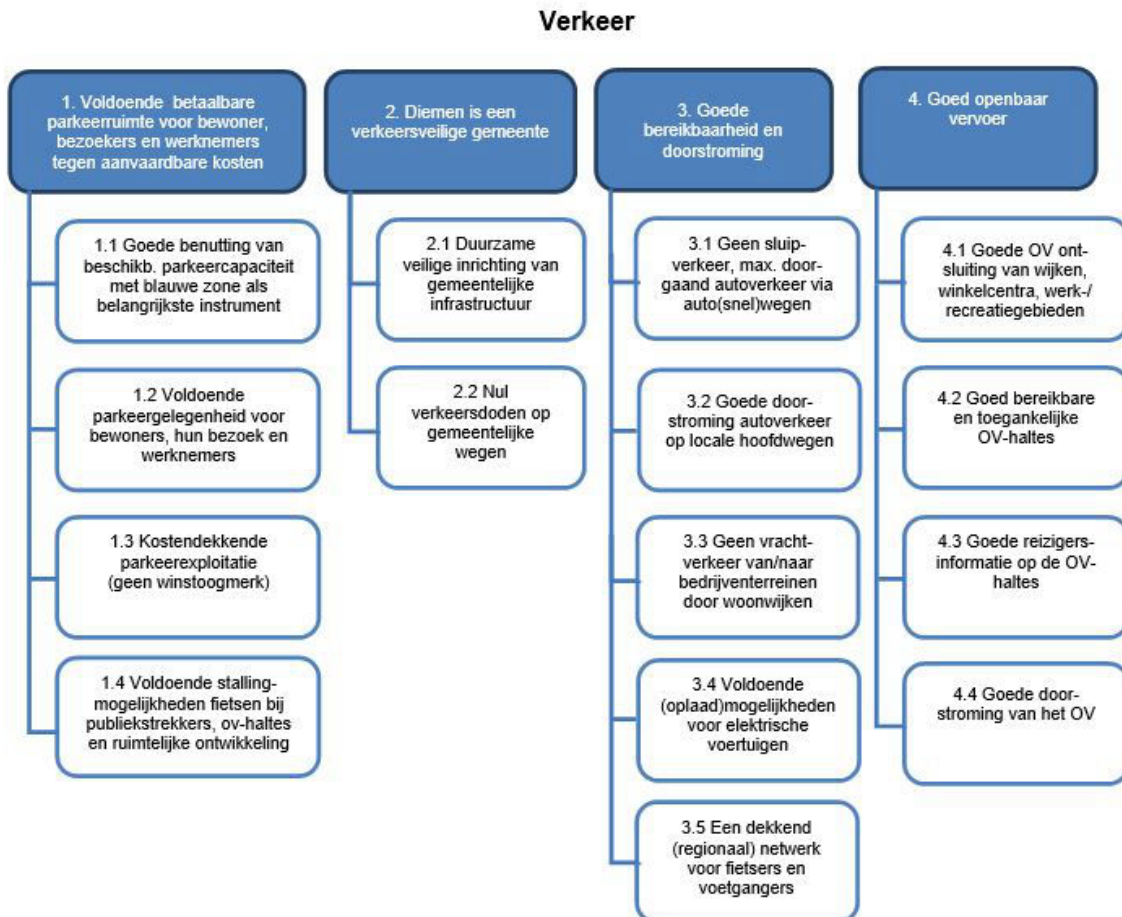 Verkeer
1. Voldoende betaalbare
parkeerruimte voor bewoner,
bezoekers en werknemers
tegen aanvaardbare kosten
1.1 Goede benutting van
beschikb. parkeercapaciteit
met blauwe zone als
belangrijkste instrument
1.2 Voldoende
parkeergelegenheid voor
bewoners, hun bezoek en
werknemers
1.3 Kostendekkende
parkeerexploitatie
(geen winstoogmerk)
1.4 Voldoende stalling-
mogelijkheden fietsen bij
publiekstrekkers, ov-haltes
en ruimtelijke ontwikkeling
2. Diemen is een
verkeersveilige gemeente
2.1 Duurzame
veilige inrichting van
gemeentelijke
infrastructuur
2.2 Nul
verkeersdoden op
gemeentelijke
wegen
3. Goede
bereikbaarheid en
doorstroming
3.1 Geen sluip-
verkeer, max. door-
gaand autoverkeer via
auto(snel)wegen
3.2 Goede door-
stroming autoverkeer
op locale hoofdwegen
3.3 Geen vracht-
verkeer van/naar
bedrijventerreinen
door woonwijken
3.4 Voldoende
(oplaad)mogelijkheden
voor elektrische
voertuigen
3.5 Een dekkend
(regionaal) netwerk
voor fietsers en
voetgangers
4. Goed openbaar
vervoer
4.1 Goede OV ont-
sluiting van wijken,
winkelcentra, werk-/
recreatiegebieden
4.2 Goed bereikbare
en toegankelijke
OV-haltes
4.3 Goede reizigers-
informatie op de OV-
haltes
4.4 Goede door-
stroming van het OV